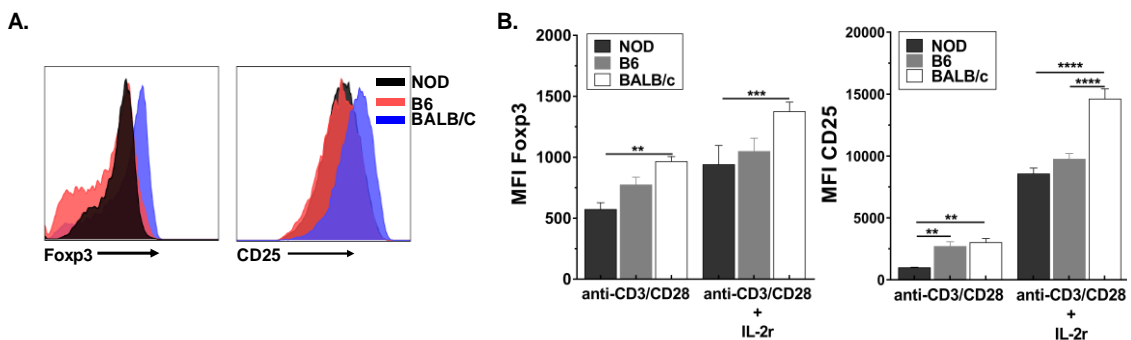 A.
NOD
B6
BALB/C
Foxp3
CD25
B.
MFI Foxp3
2000
1500
1000
500
0
NOD
B6
BALB/c
**
***
anti-CD3/CD28
anti-CD3/CD28
+
IL-2r
MFI CD25
20000
15000
10000
5000
0
NOD
B6
BALB/c
**
**
****
****
anti-CD3/CD28
anti-CD3/CD28
+
IL-2r